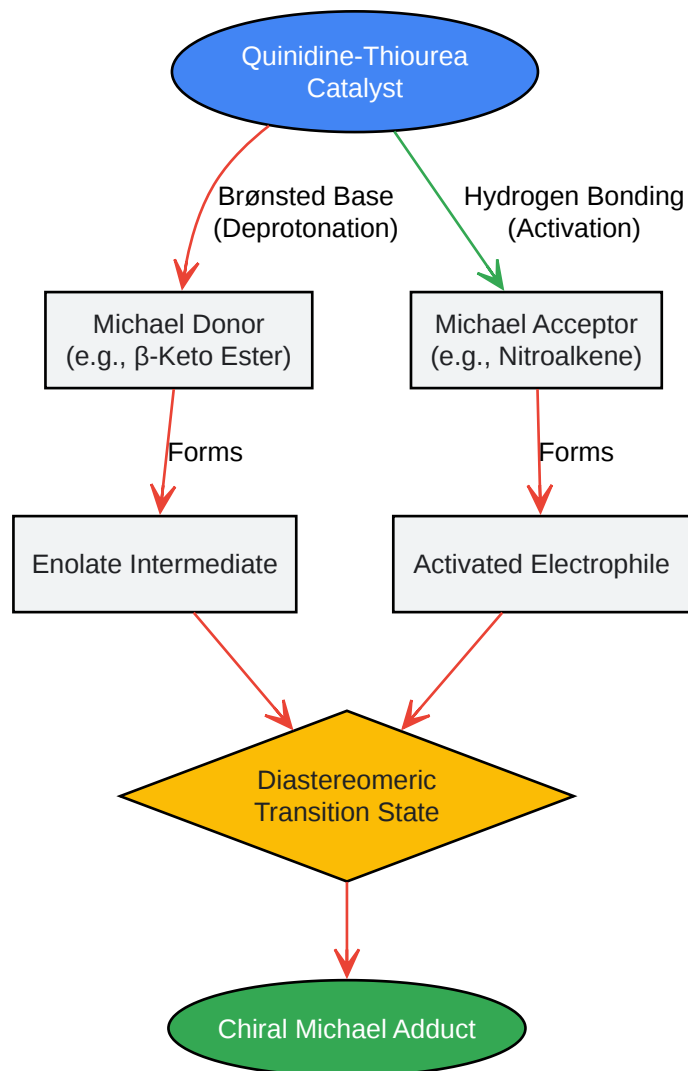 Quinidine-Thiourea
Catalyst
Brønsted Base
(Deprotonation)
Hydrogen Bonding
(Activation)
Michael Donor
(e.g., β-Keto Ester)
Michael Acceptor
(e.g., Nitroalkene)
Forms
Forms
Enolate Intermediate
Activated Electrophile
Diastereomeric
Transition State
Chiral Michael Adduct